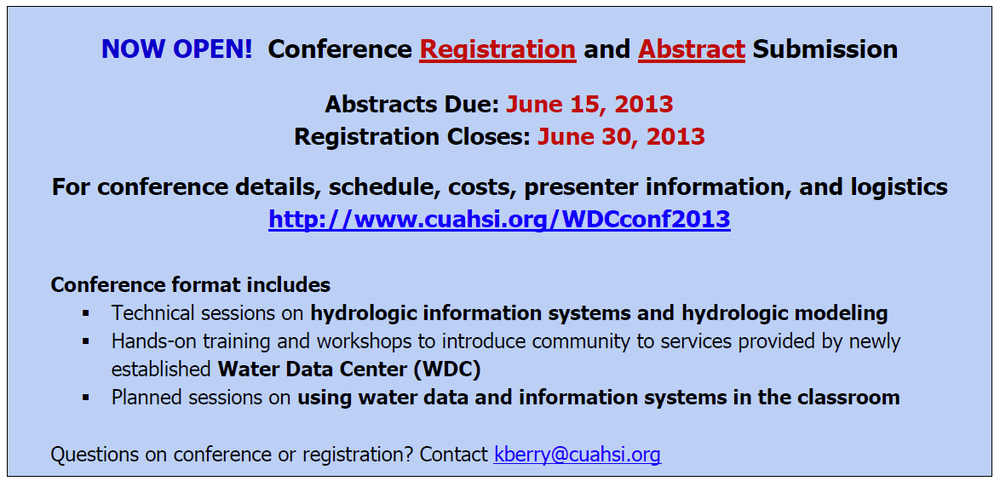 NOW OPEN! Conference Registration and Abstract Submission
Abstracts Due: June 15, 2013
Registration Closes: June 30, 2013
For conference details, schedule, costs, presenter information, and logistics
http://www.cuahsi.org/WDCconf2013
Conference format includes
▪ Technical sessions on hydrologic information systems and hydrologic modeling
▪ Hands-on training and workshops to introduce community to services provided by newly
established Water Data Center (WDC)
▪ Planned sessions on using water data and information systems in the classroom
Questions on conference or registration? Contact kberry@cuahsi.org